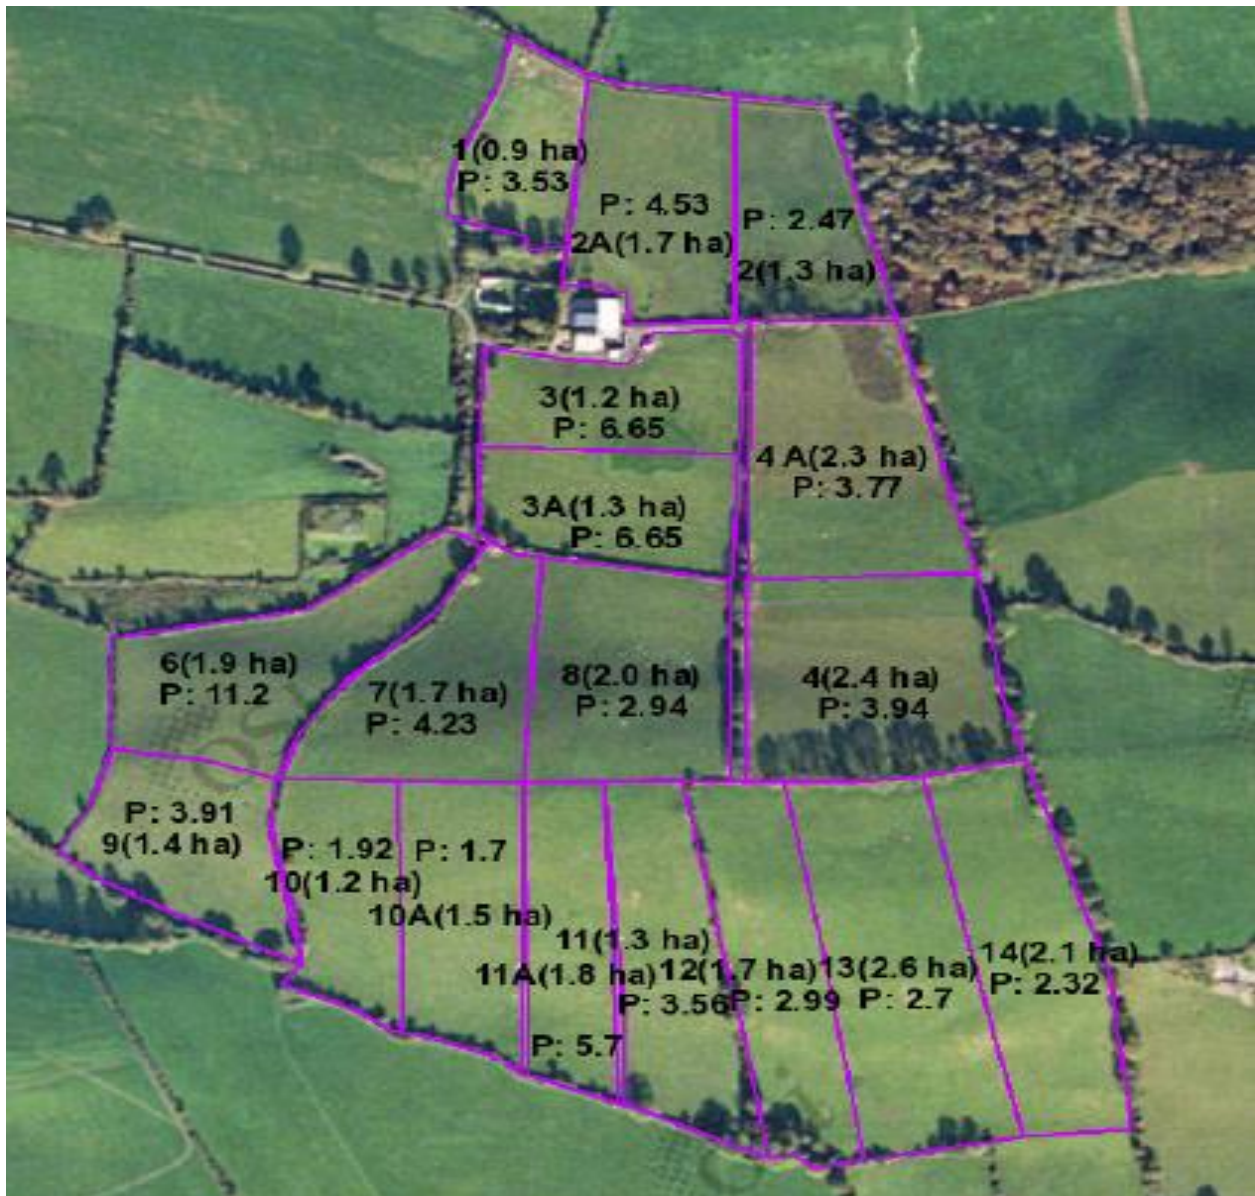 1(0.9 ha)
P: 3.53
P: 4.53
2A(1.7 ha)
P: 2.47
2(1.3 ha)
3(1.2 ha)
P: 6.65
3A(1.3 ha)
P: 6.65
4 A(2.3 ha)
P: 3.77
6(1.9 ha)
P: 11.2
7(1.7 ha)
P: 4.23
8(2.0 ha)
P: 2.94
4(2.4 ha)
P: 3.94
P: 3.91
9(1.4 ha)
P: 1.92
10(1.2 ha)
P: 1.7
10A(1.5 ha)
11(1.3 ha)
11A(1.8 ha)
P: 3.56
P: 5.7
12(1.7 ha)
P: 2.99
13(2.6 ha)
P: 2.7
14(2.1 ha)
P: 2.32